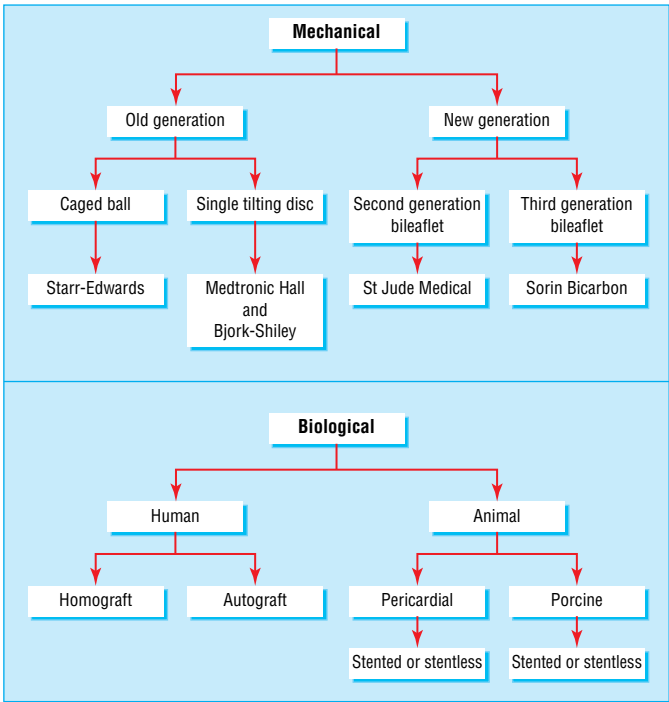 Mechanical
Old generation
New generation
Caged ball
Single tilting disc
Second generation
bileaflet
Third generation
bileaflet
Starr-Edwards
Medtronic Hall
and
Bjork-Shiley
St Jude Medical
Sorin Bicarbon
Biological
Human
Animal
Homograft
Autograft
Pericardial
Porcine
Stented or stentless
Stented or stentless